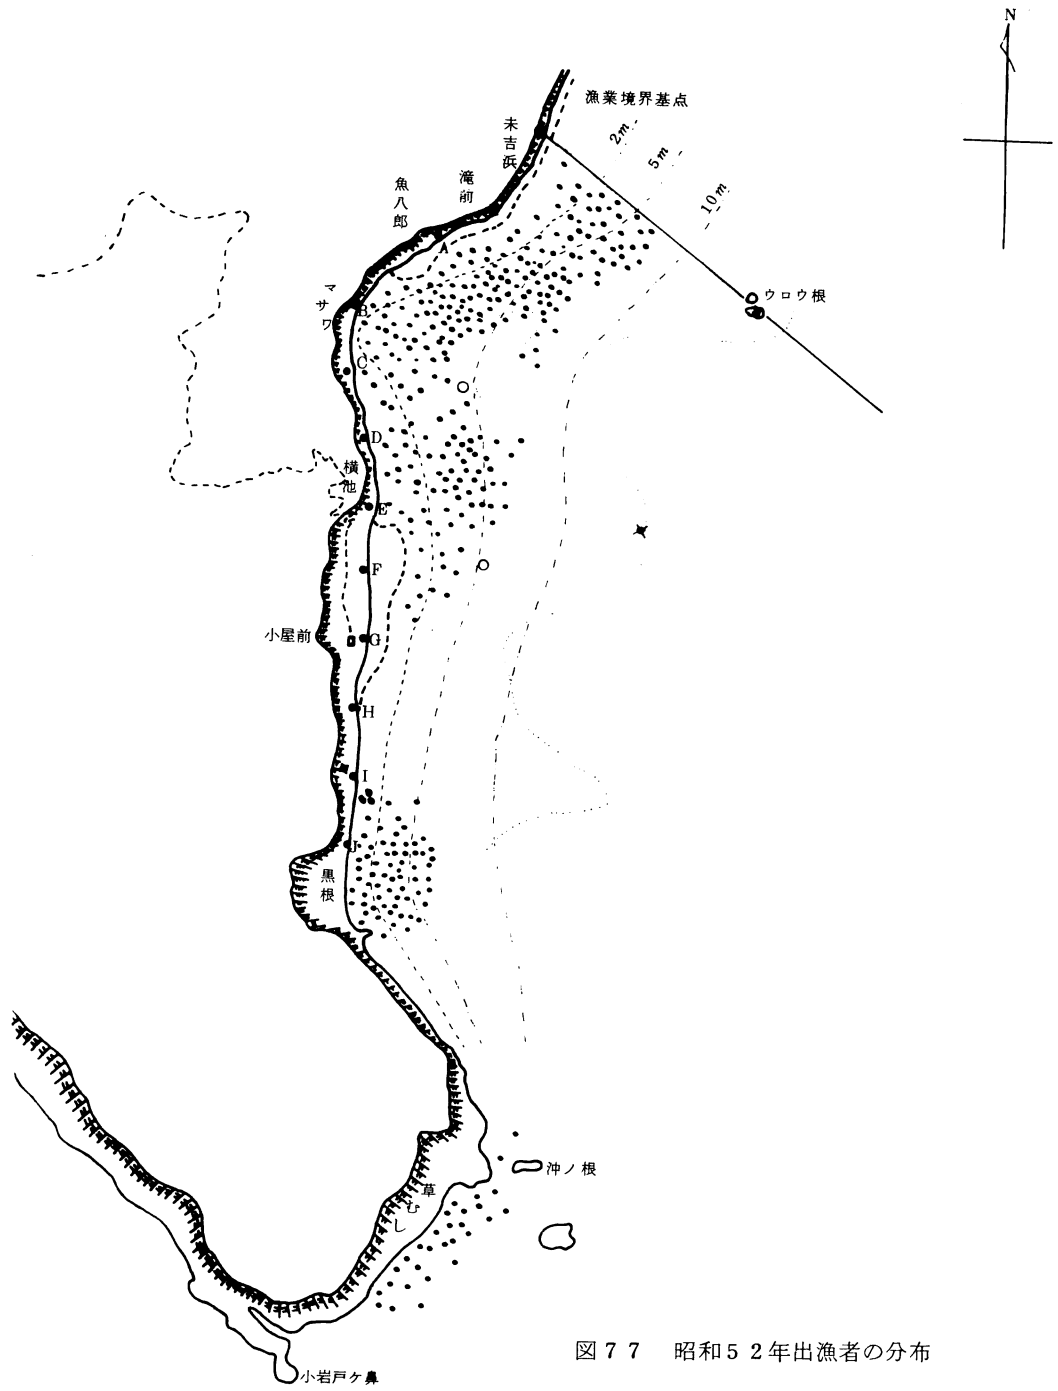 N
漁業境界基点
2m
5m
10m
未吉浜
滝前
魚八郎
A
マサワ
B
ウロウ根
C
D
横池
E
F
小屋前
G
H
I
J
黒根
沖ノ根
草むし
小岩戸ケ鼻
図77 昭和52年出漁者の分布